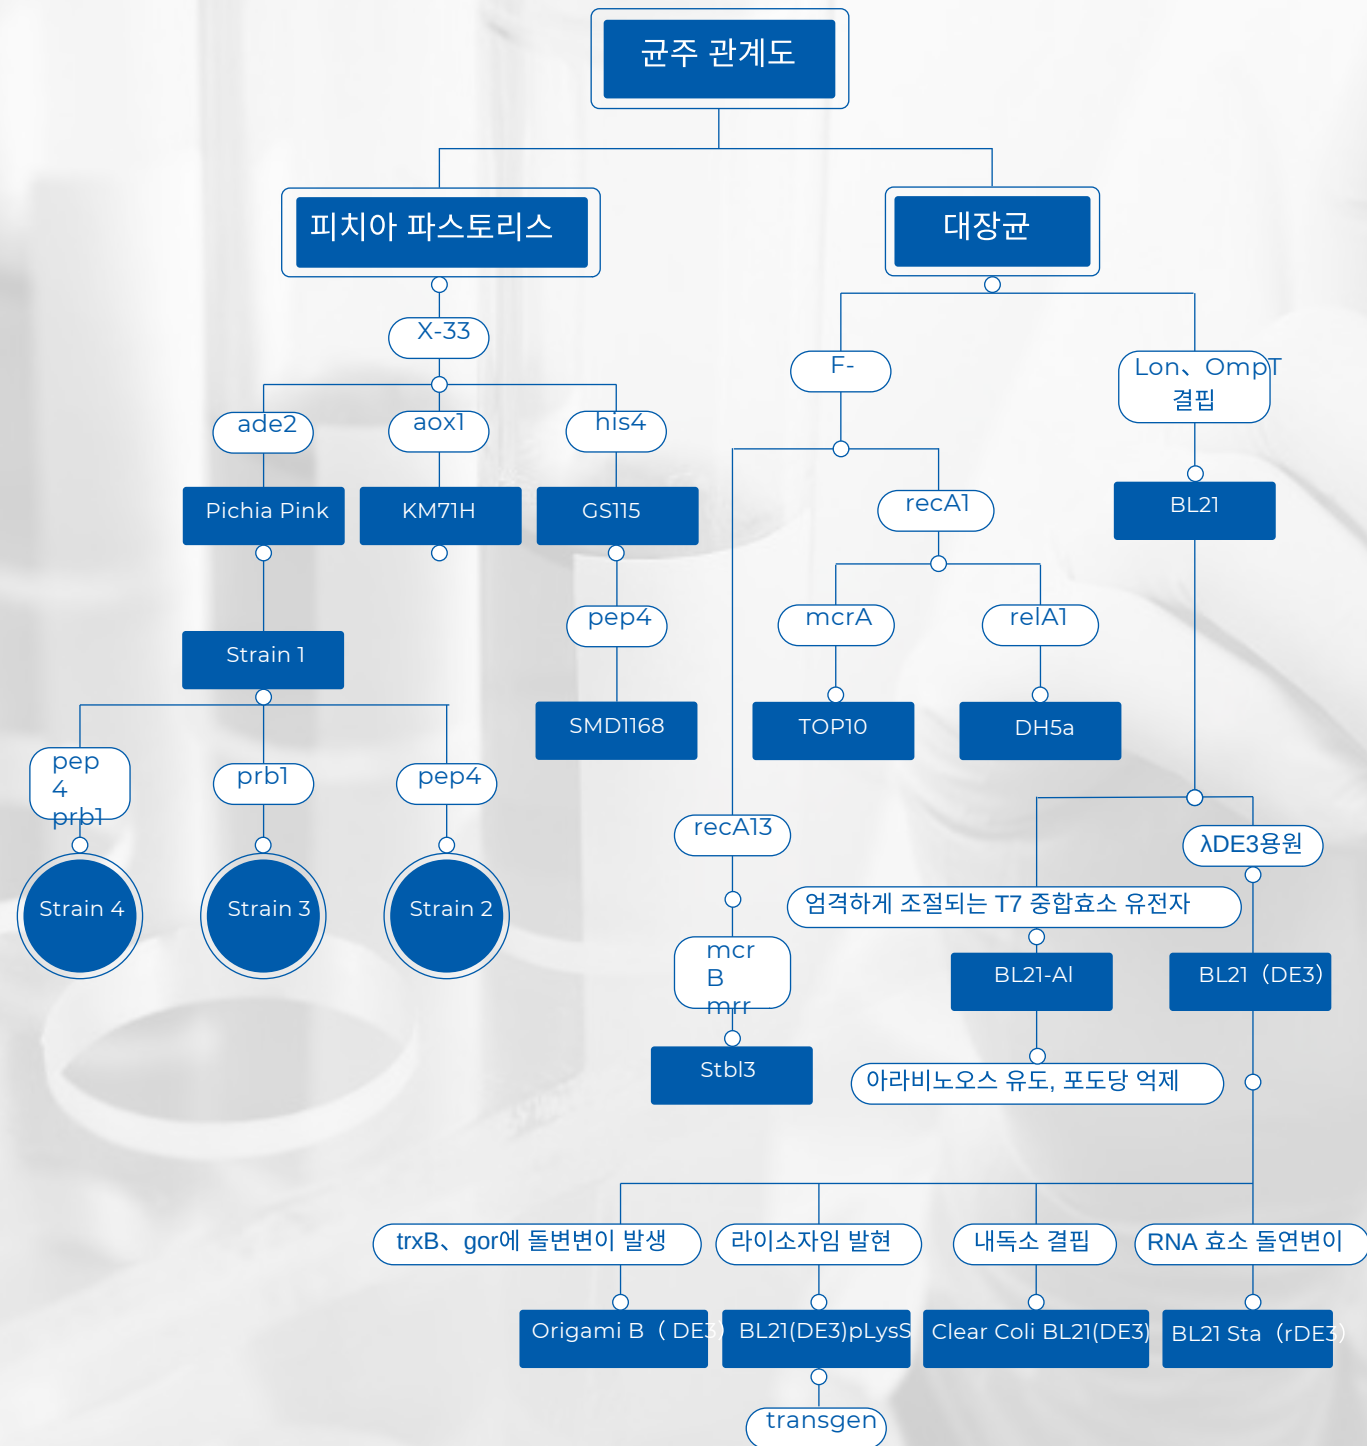 균주 관계도
피치아 파스토리스
대장균
X-33
F-
Lon、OmpT
결핍
ade2
aox1
his4
recA1
Pichia Pink
KM71H
GS115
BL21
pep4
mcrA
relA1
Strain 1
SMD1168
TOP10
DH5a
pep
4
prb1
prb1
pep4
recA13
λDE3용원
Strain 4
Strain 3
Strain 2
엄격하게 조절되는 T7 중합효소 유전자
mcr
B
mrr
BL21-Al
BL21（DE3）
Stbl3
아라비노오스 유도, 포도당 억제
trxB、gor에 돌변변이 발생
라이소자임 발현
내독소 결핍
RNA 효소 돌연변이
Origami B（ DE3）
BL21(DE3)pLysS
Clear Coli BL21(DE3)
BL21 Sta（rDE3）
transgen